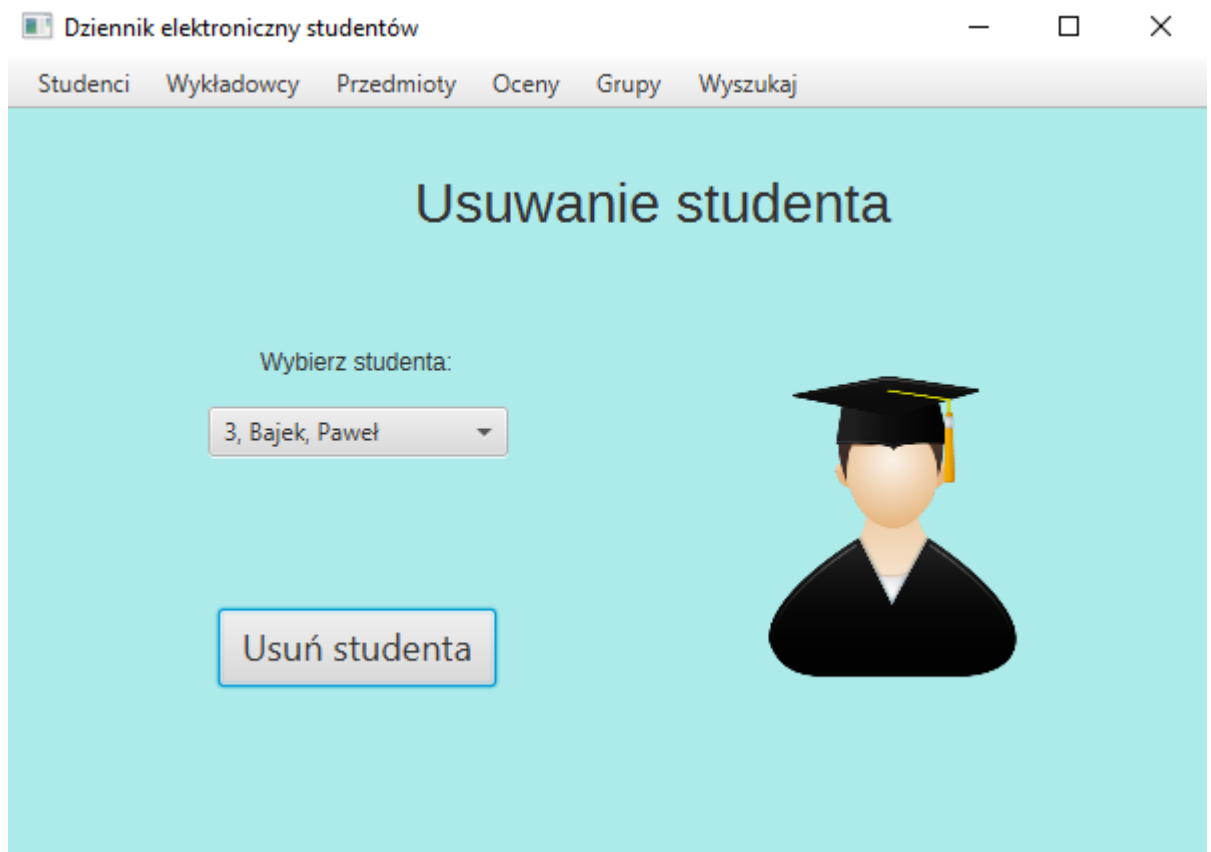 Dziennik elektroniczny studentów
Studenci Wykładowcy Przedmioty Oceny Grupy Wyszukaj
Usuwanie studenta
Wybierz studenta:
3, Bajek, Paweł
Usuń studenta